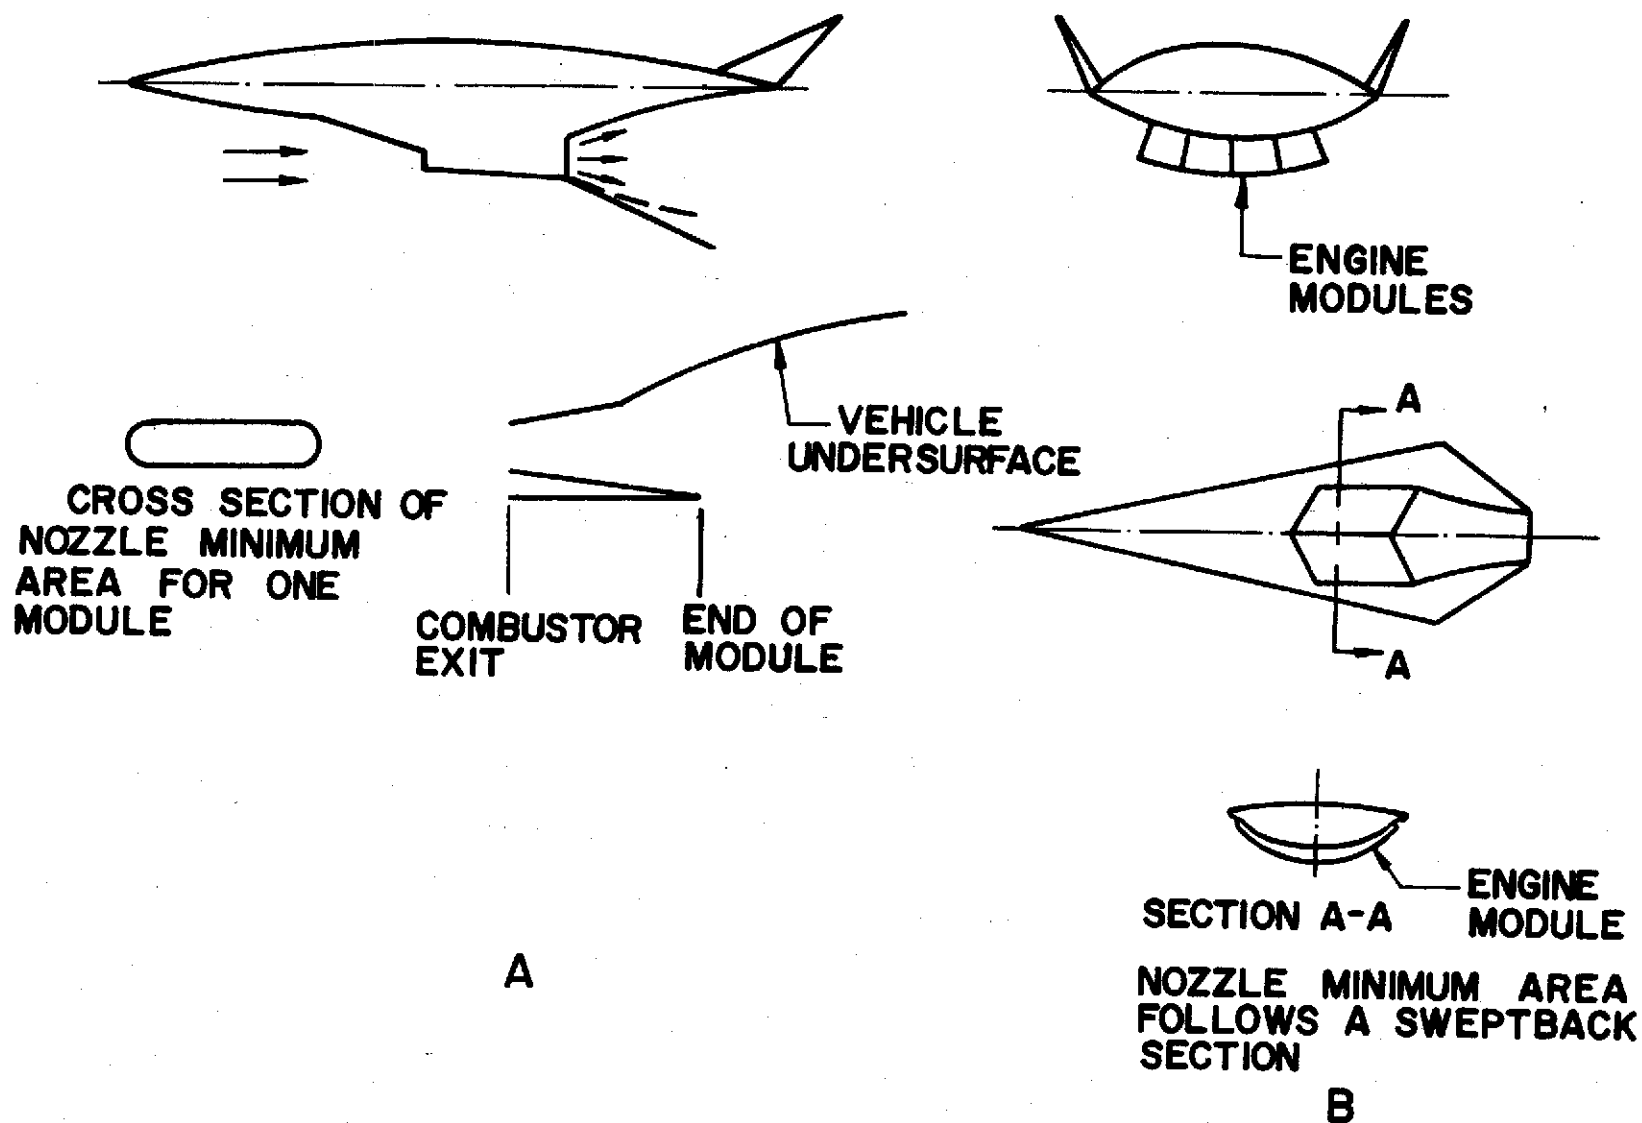 ENGINE
MODULES
VEHICLE
UNDERSURFACE
CROSS SECTION OF
NOZZLE MINIMUM
AREA FOR ONE
MODULE
COMBUSTOR
EXIT
END OF
MODULE
A
A
A
SECTION A-A
ENGINE
MODULE
NOZZLE MINIMUM AREA
FOLLOWS A SWEPTBACK
SECTION
B